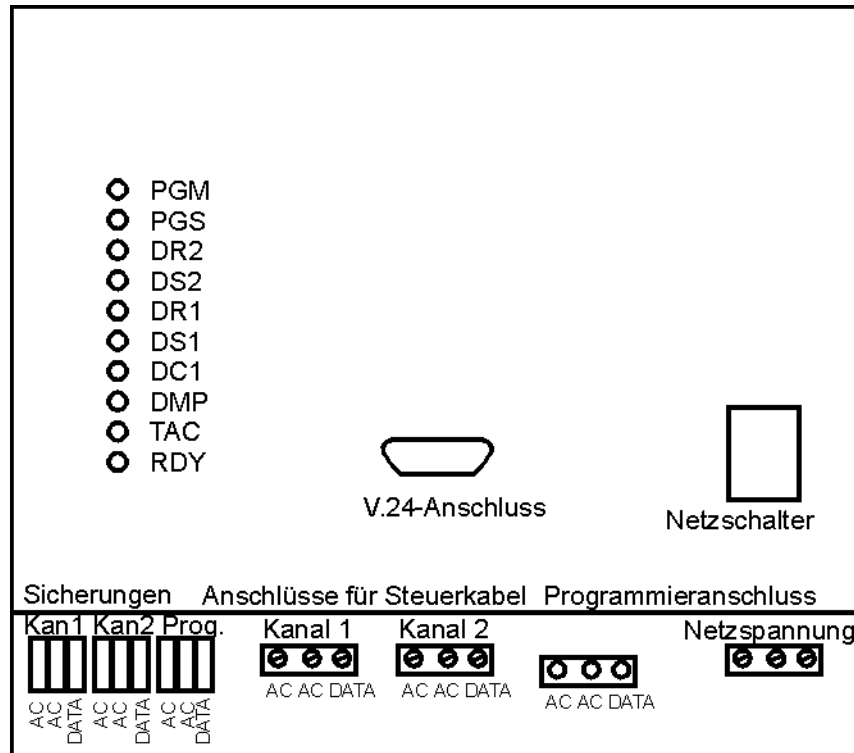 PGM
PGS
DR2
DS2
DR1
DS1
DC1
DMP
TAC
RDY
V.24-Anschluss
Netzschalter
Sicherungen Anschlüsse für Steuerkabel Programmieranschluss
Kan1 Kan2 Prog. Kanal 1 Kanal 2 Netzspannung
AC AC DATA AC AC DATA AC AC DATA
AC AC DATA AC AC DATA AC AC DATA